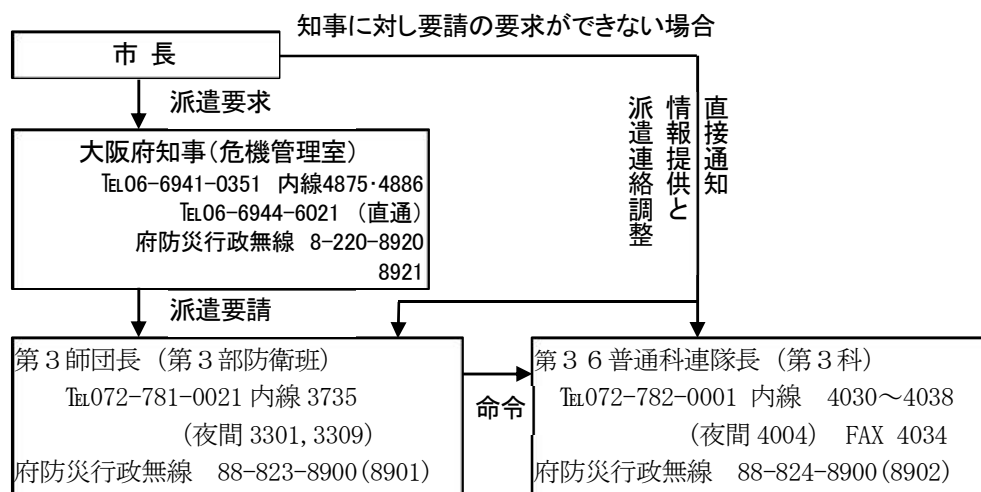 知事に対し要請の要求ができない場合
市 長
派遣要求
直接通知
情報提供と
派遣連絡調整
大阪府知事(危機管理室)
℡06-6941-0351 内線4875･4886
℡06-6944-6021 (直通)
府防災行政無線 8-220-8920
8921
派遣要請
第３師団長（第３部防衛班）
℡072-781-0021 内線 3735
(夜間 3301, 3309)
府防災行政無線 88-823-8900(8901)
命令
第３６普通科連隊長（第３科）
℡072-782-0001 内線 4030～4038
(夜間 4004) FAX 4034
府防災行政無線 88-824-8900(8902)